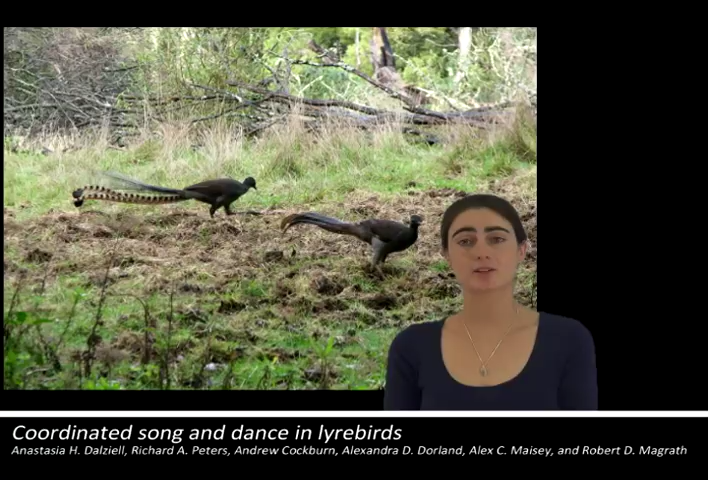 Coordinated song and dance in lyrebirds
Anastasia H. Dalziell, Richard A. Peters, Andrew Cockburn, Alexandra D. Dorland, Alex C. Maisey, and Robert D. Magrath